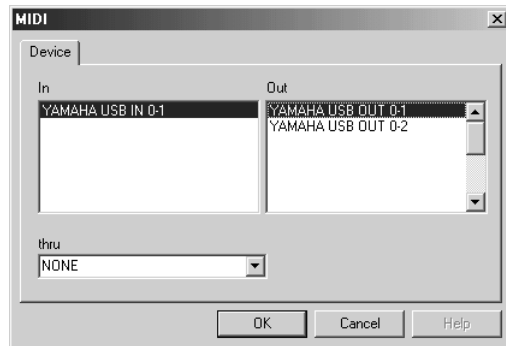 MIDI
Device
In
Out
YAMAHA USB IN 0-1
YAMAHA USB OUT 0-1
YAMAHA USB OUT 0-2
thru
NONE
OK
Cancel
Help